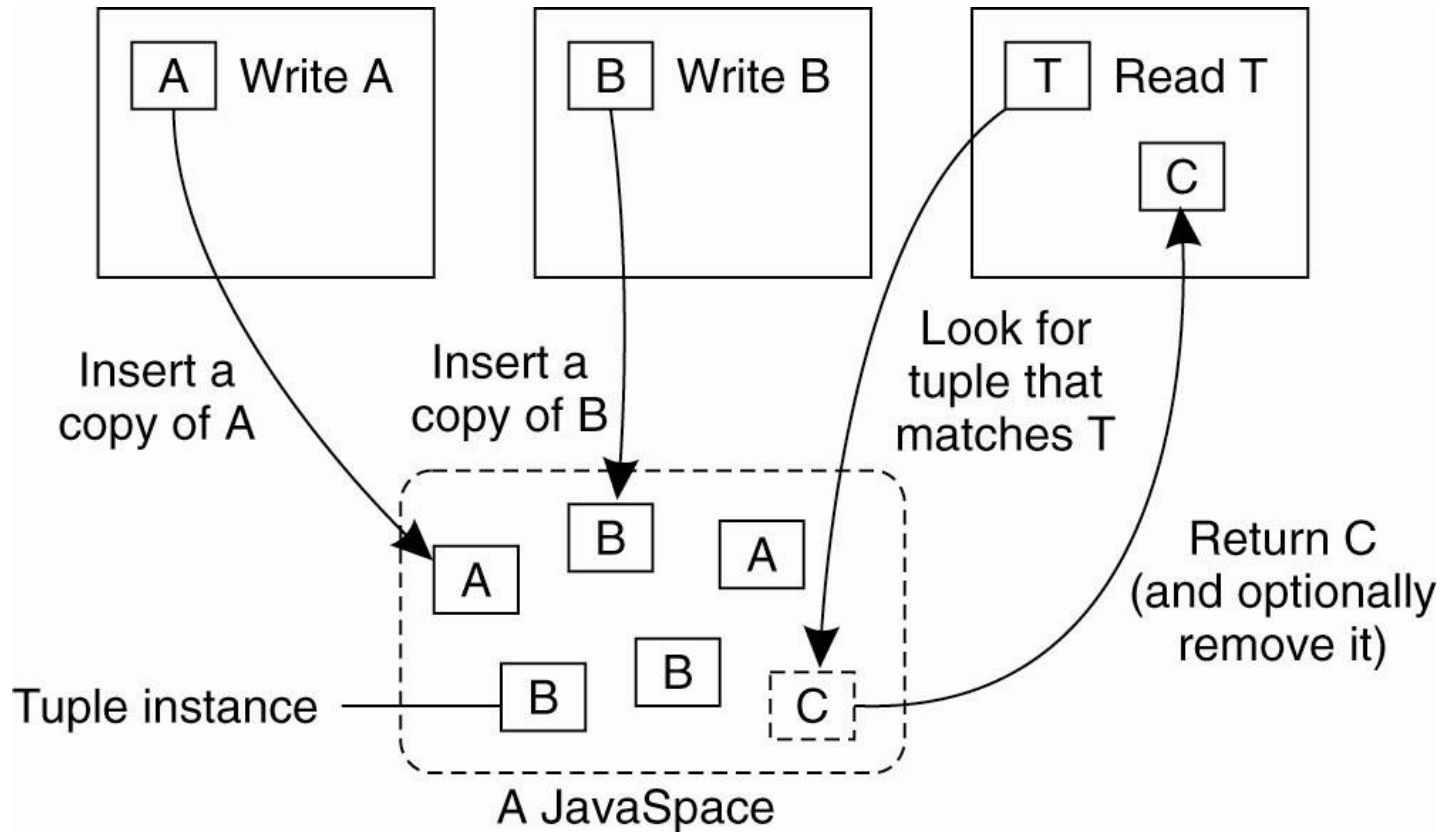 A Write A
B Write B
T Read T
C
Look for
tuple that
matches T
Insert a
copy of A
Insert a
copy of B
Return C
(and optionally
remove it)
B
A
A
B
B
C
Tuple instance
A JavaSpace